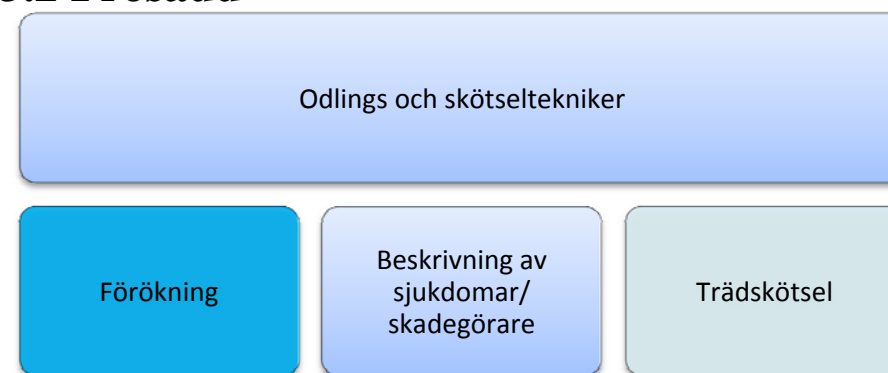 Odlings och skötseltekniker
Förökning
Beskrivning av
sjukdomar/
skadegörare
Trädskötsel